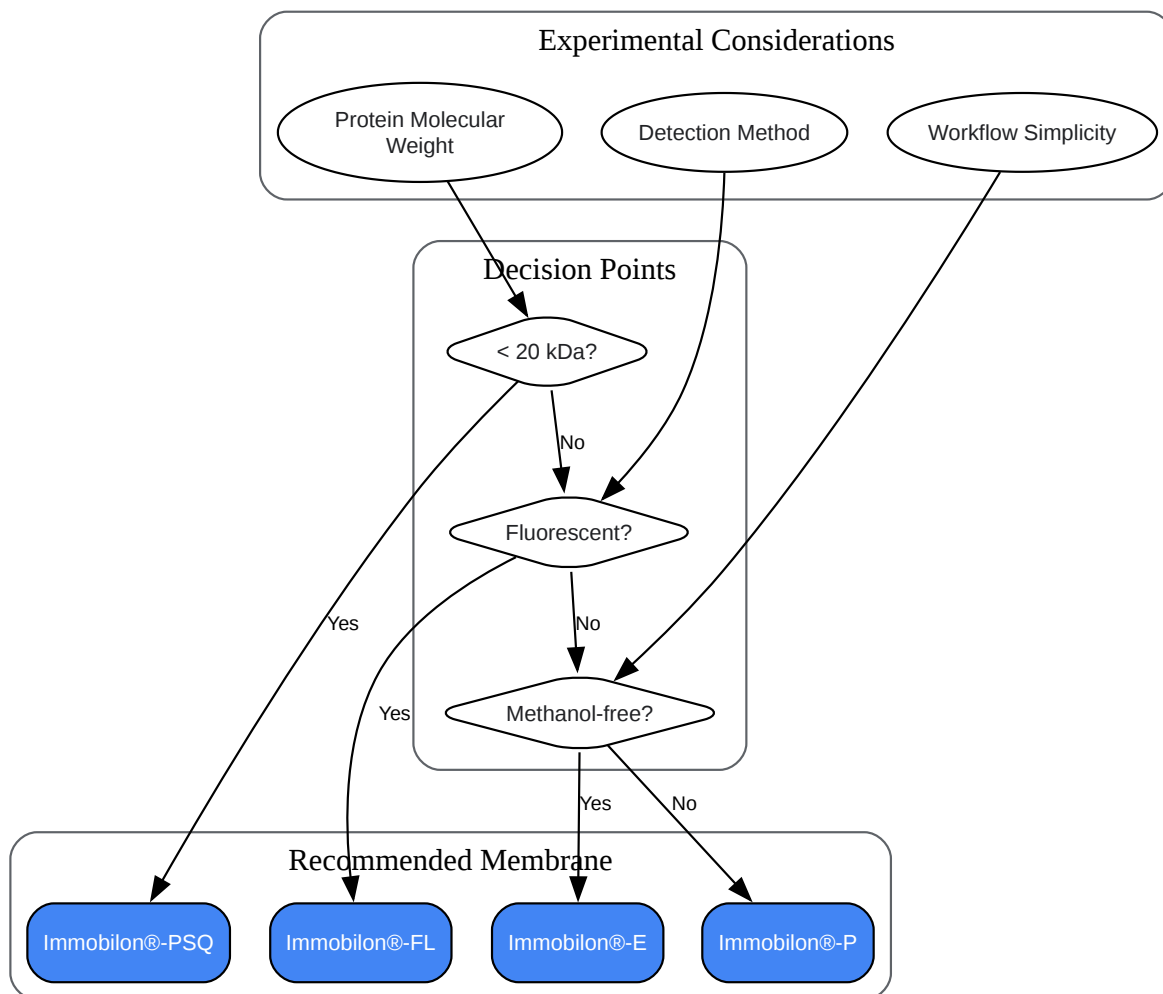 Experimental Considerations
Protein Molecular
Weight
Detection Method
Workflow Simplicity
Decision Points
< 20 kDa?
No
Fluorescent?
Yes
No
Yes
Methanol-free?
Yes
No
Recommended Membrane
Immobilon®-PSQ
Immobilon®-FL
Immobilon®-E
Immobilon®-P